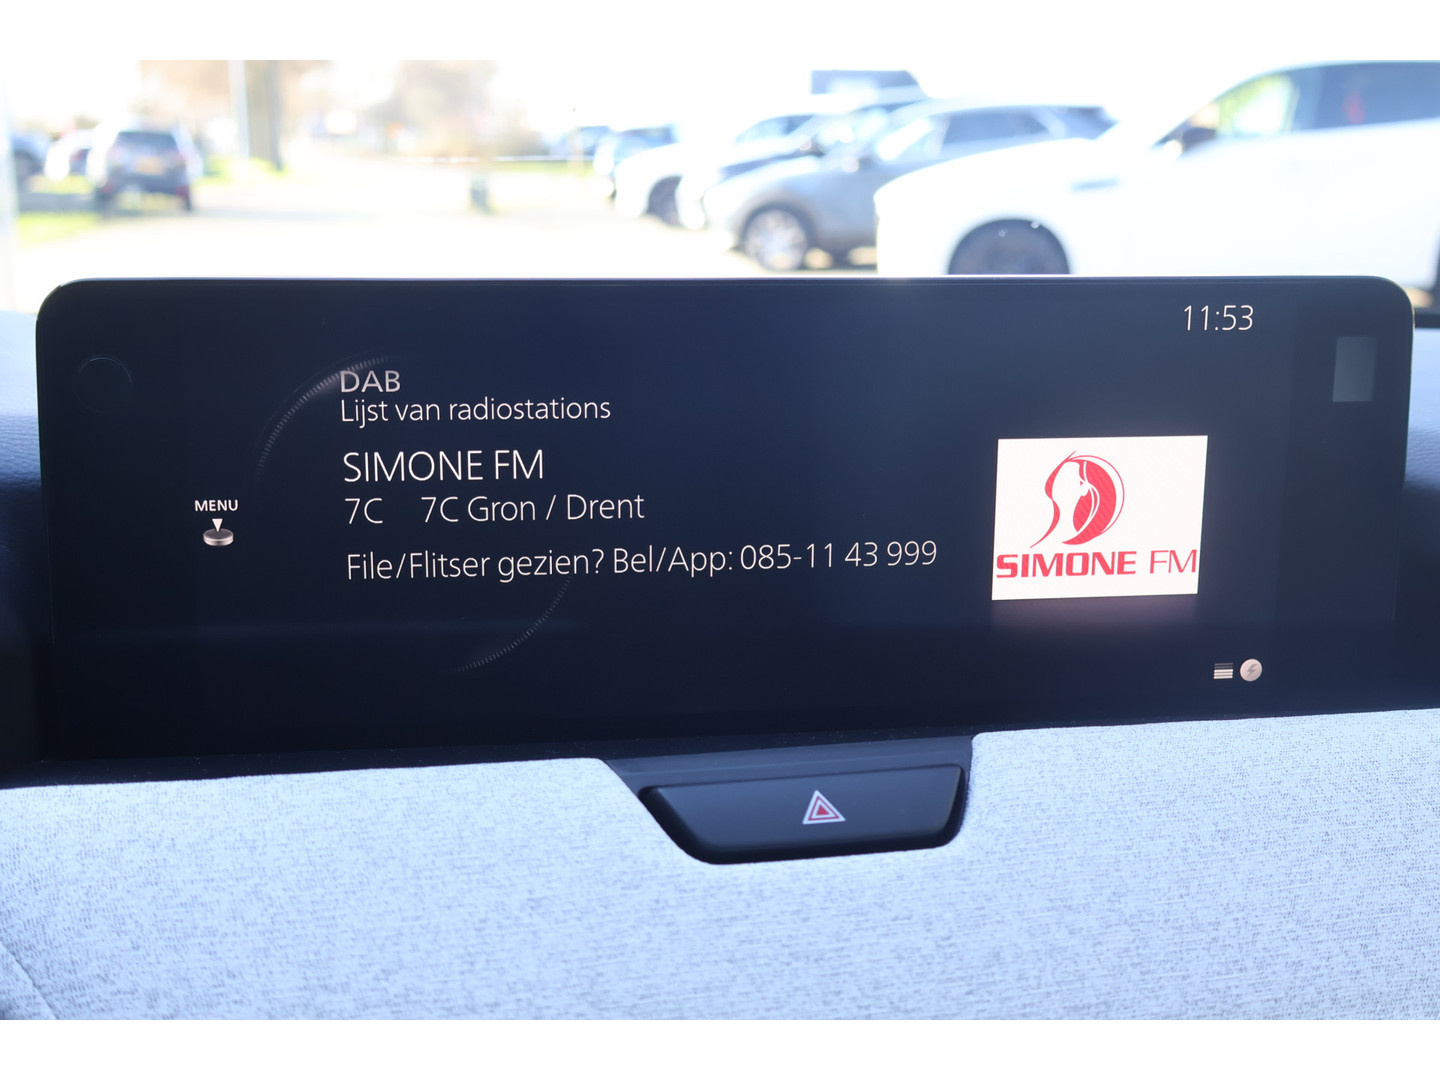 11:53
DAB
Lijst van radiostations
SIMONE FM
7C 7C Gron / Drent
MENU
File/Flitser gezien? Bel/App: 085-11 43 999
SIMONE FM